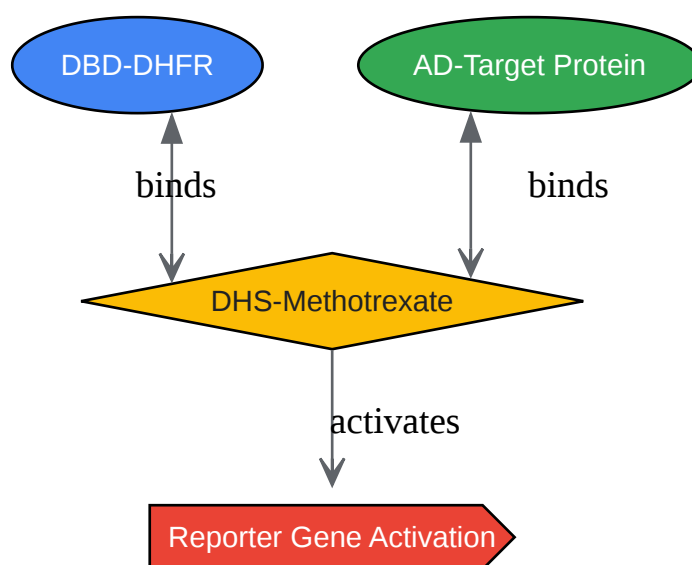 DBD-DHFR
AD-Target Protein
binds
binds
DHS-Methotrexate
activates
Reporter Gene Activation